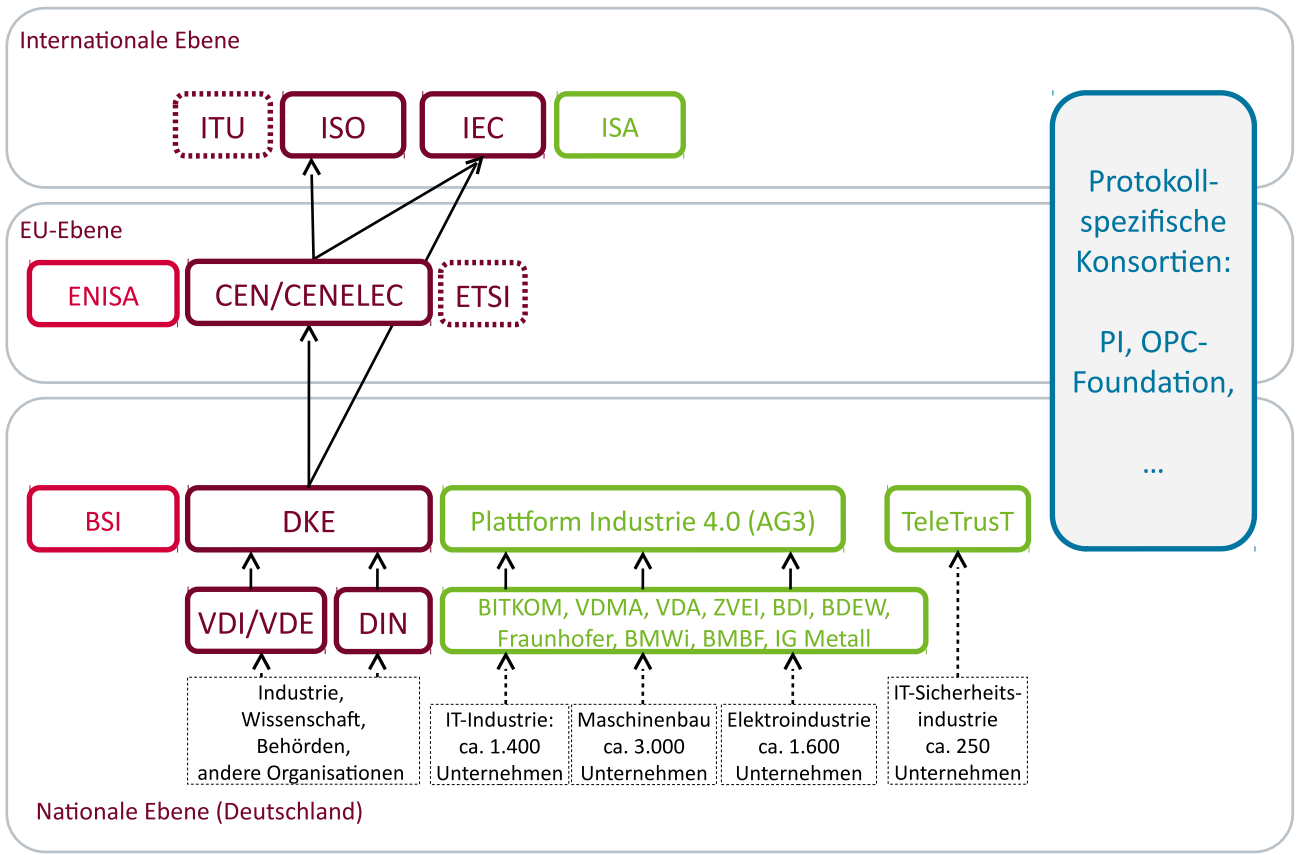 Internationale Ebene
ITU
ISO
IEC
ISA
EU-Ebene
ENISA
CEN/CENELEC
ETSI
Protokoll-
spezifische
Konsortien:
PI, OPC-
Foundation,
...
BSI
DKE
Plattform Industrie 4.0 (AG3)
TeleTrusT
VDI/VDE
DIN
BITKOM, VDMA, VDA, ZVEI, BDI, BDEW,
Fraunhofer, BMWi, BMBF, IG Metall
Industrie,
Wissenschaft,
Behörden,
andere Organisationen
IT-Industrie:
ca. 1.400
Unternehmen
Maschinenbau
ca. 3.000
Unternehmen
Elektroindustrie
ca. 1.600
Unternehmen
IT-Sicherheits-
industrie
ca. 250
Unternehmen
Nationale Ebene (Deutschland)